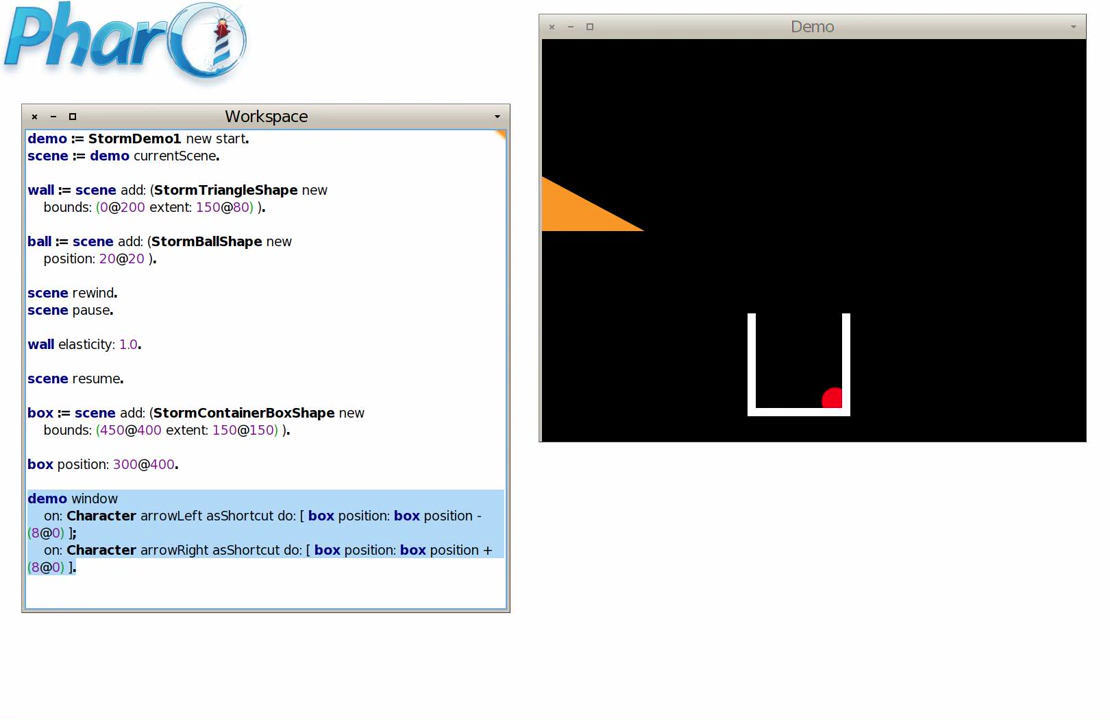 Pharo
Workspace
demo := StormDemo1 new start.
scene := demo currentScene.
wall := scene add: (StormTriangleShape new
bounds: (0@200 extent: 150@80) ).
ball := scene add: (StormBallShape new
position: 20@20 ).
scene rewind.
scene pause.
wall elasticity: 1.0.
scene resume.
box := scene add: (StormContainerBoxShape new
bounds: (450@400 extent: 150@150) ).
box position: 300@400.
demo window
on: Character arrowLeft asShortcut do: [ box position: box position -
(8@0) ];
on: Character arrowRight asShortcut do: [ box position: box position +
(8@0) ].
Demo